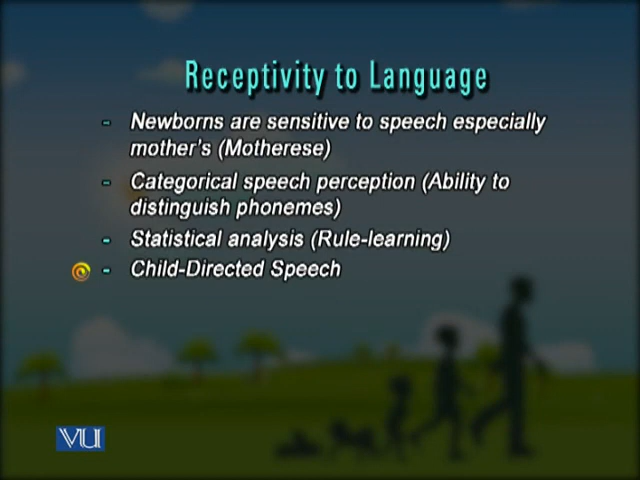 Receptivity to Language
- Newborns are sensitive to speech especially
mother's (Motherese)
- Categorical speech perception (Ability to
distinguish phonemes)
- Statistical analysis (Rule-learning)
- Child-Directed Speech
VU